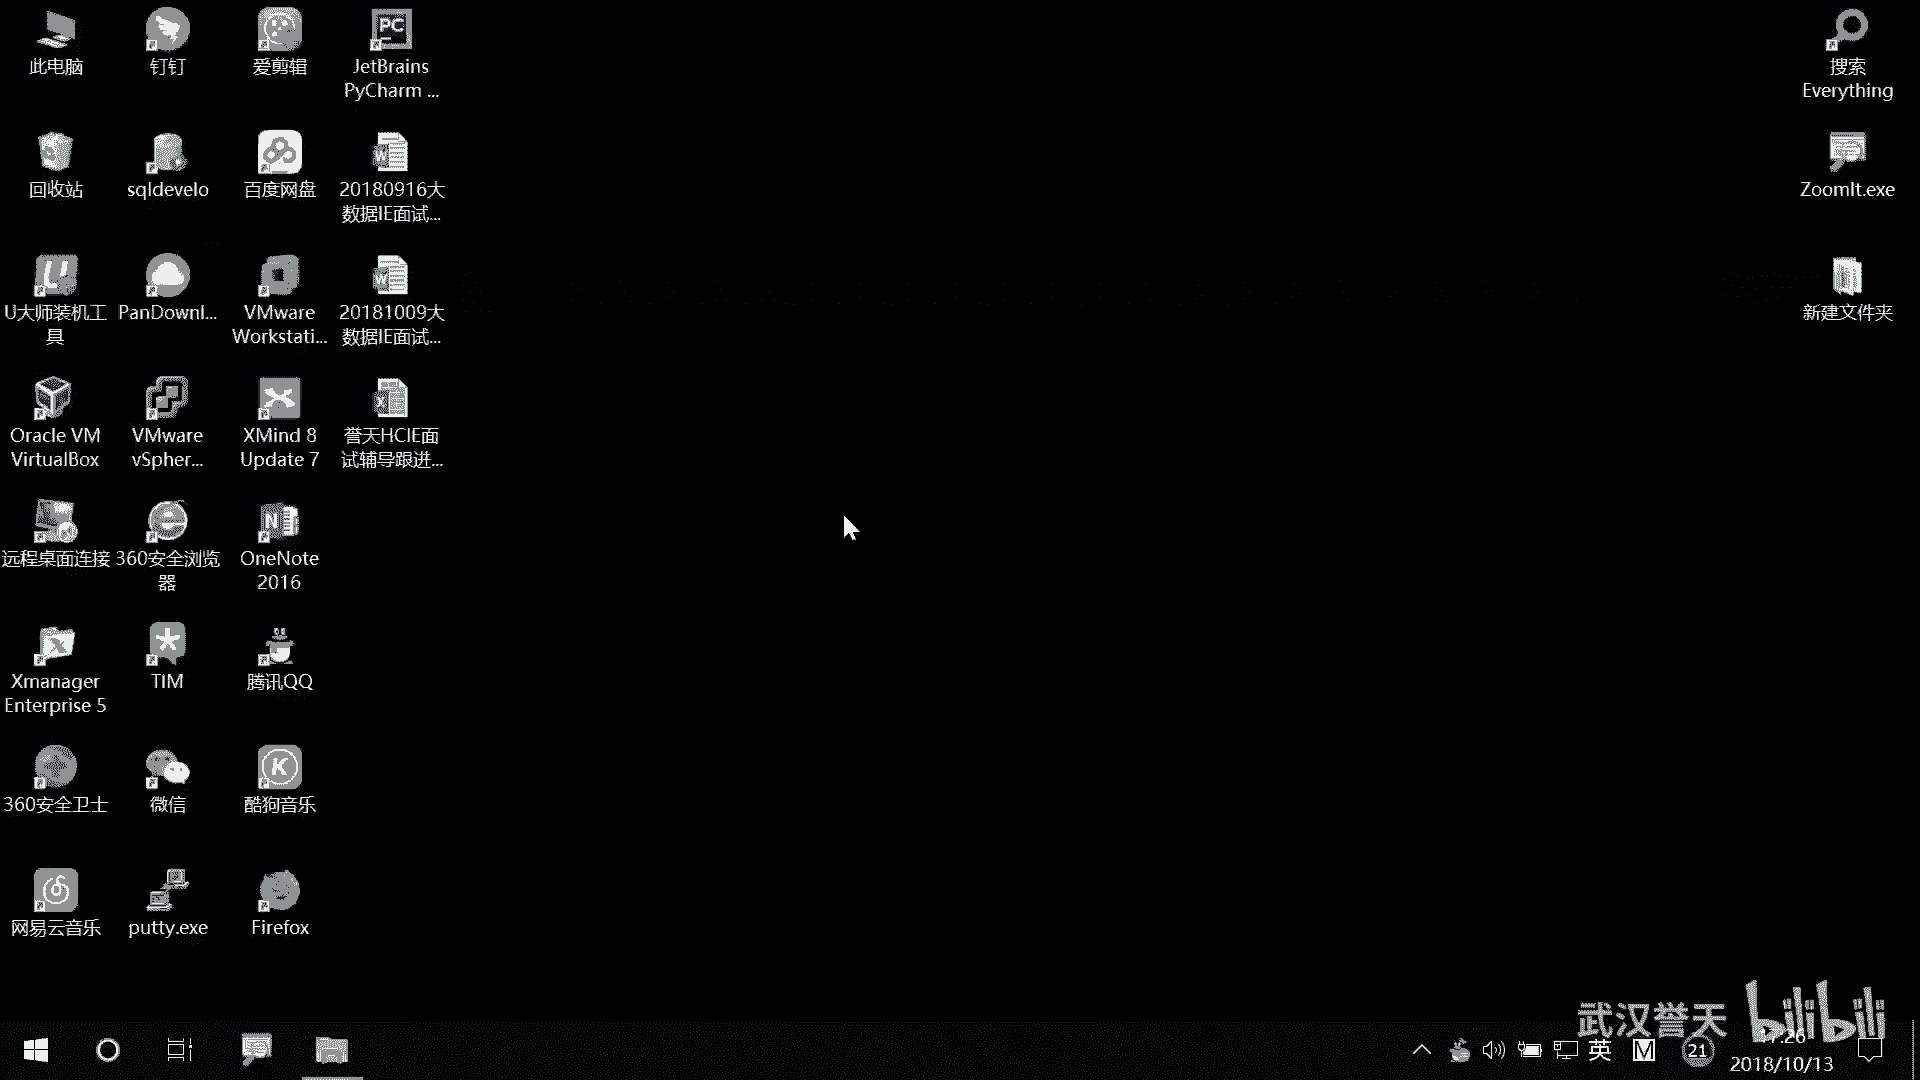 此电脑
钉钉
爱剪辑
JetBrains
PyCharm ...
搜索
Everything
回收站
sqldevelo
百度网盘
20180916大
数据IE面试...
ZoomIt.exe
U大师装机工
具
PanDownl...
VMware
Workstati...
20181009大
数据IE面试...
新建文件夹
Oracle VM
VirtualBox
VMware
vSpher...
XMind 8
Update 7
誉天HCIE面
试辅导跟进...
远程桌面连接
360安全浏览
器
OneNote
2016
Xmanager
Enterprise 5
TIM
腾讯QQ
360安全卫士
微信
酷狗音乐
网易云音乐
putty.exe
Firefox
武汉誉天
bilibili
英
M
21
2018/10/13